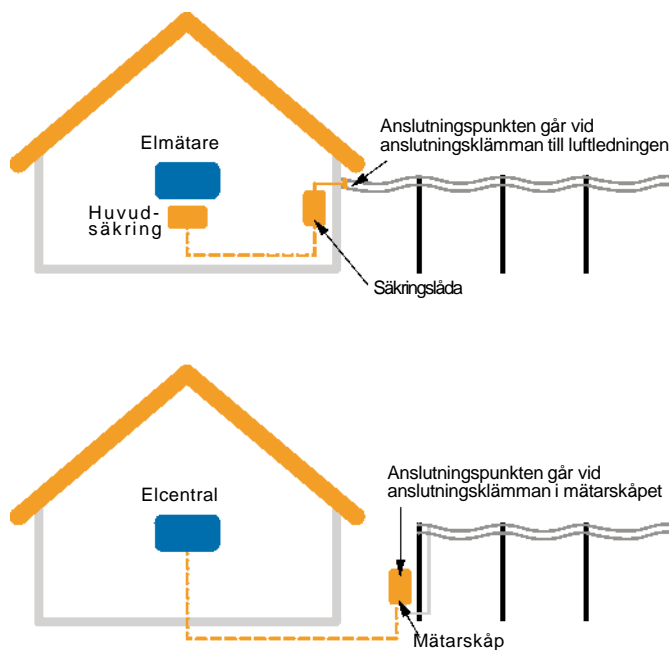 Elmätare
Anslutningspunkten går vid
anslutningsklämman till luftledningen
Huvud-
säkring
Säkringslåda
Elcentral
Anslutningspunkten går vid
anslutningsklämman i mätarskåpet
Mätarskåp